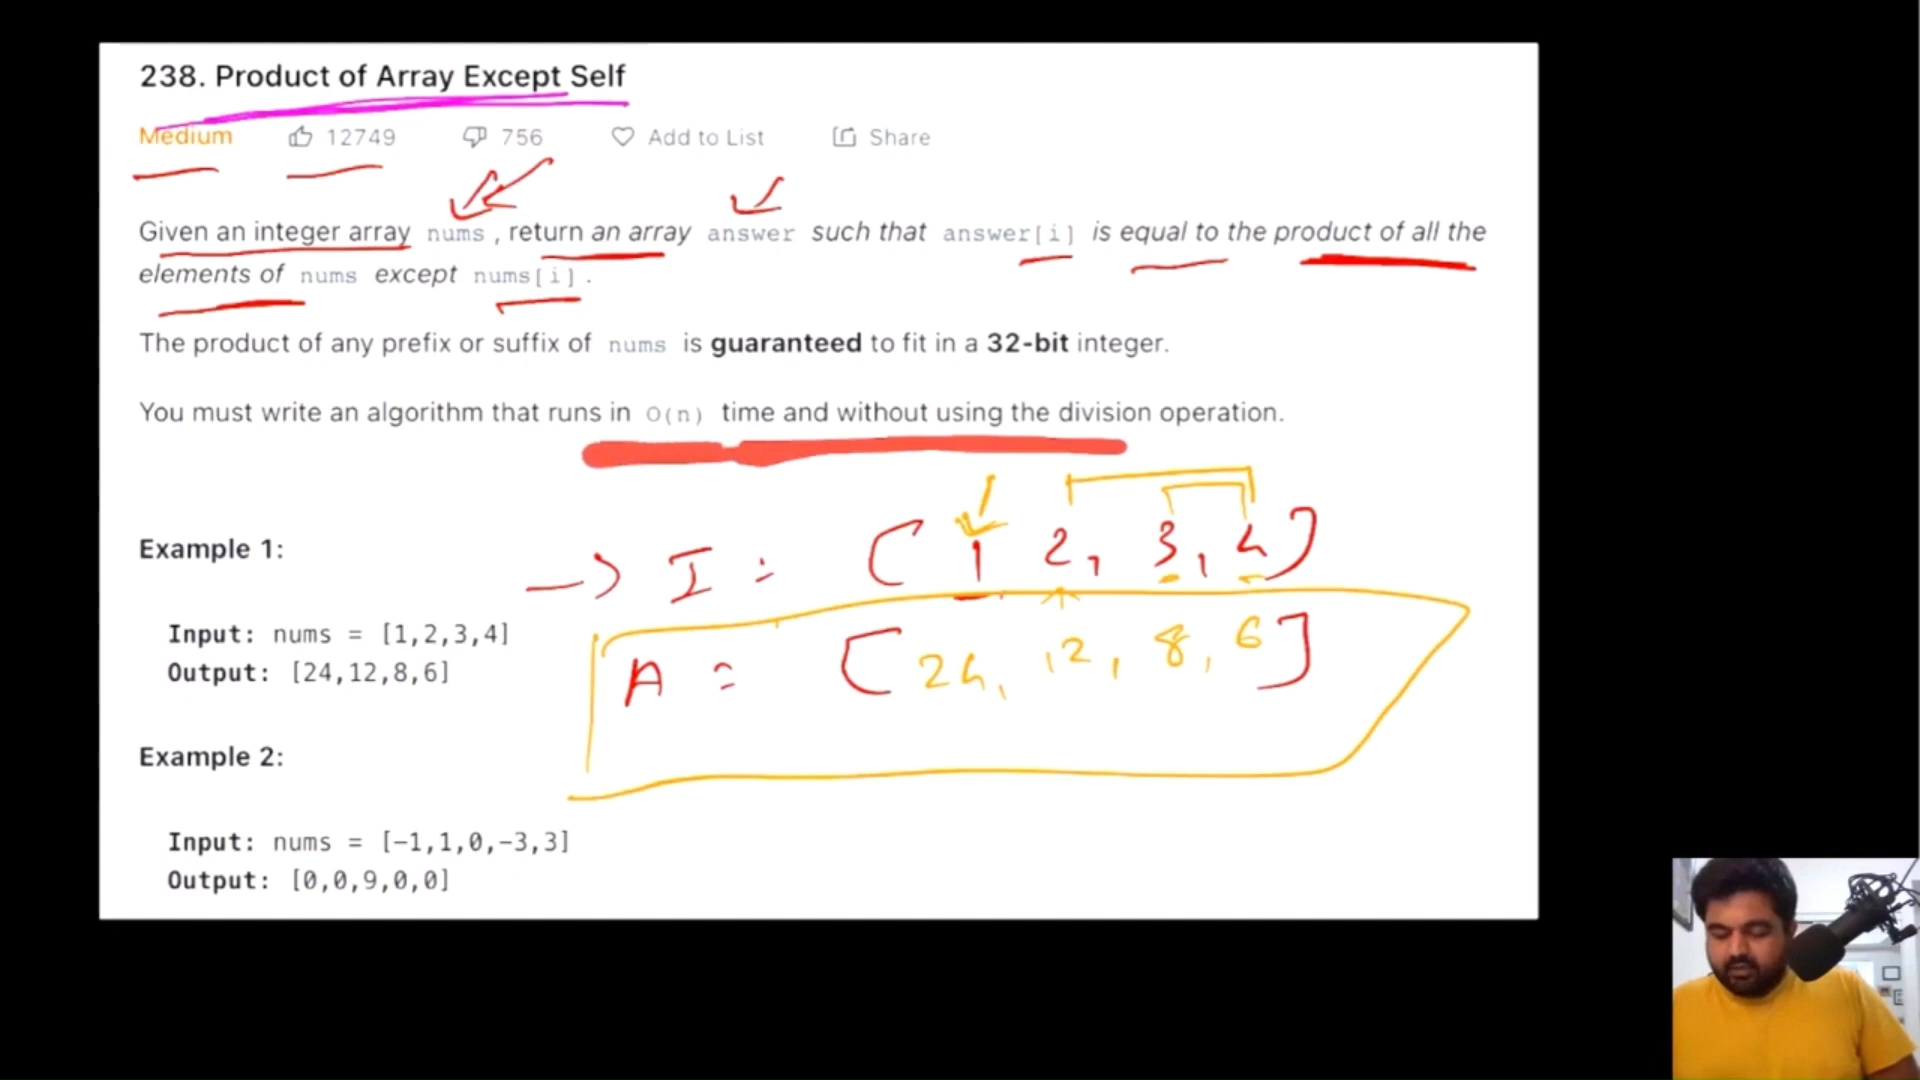 238. Product of Array Except Self
Medium 12749 756 Add to List Share
Given an integer array nums, return an array answer such that answer[i] is equal to the product of all the
elements of nums except nums[i].
The product of any prefix or suffix of nums is guaranteed to fit in a 32-bit integer.
You must write an algorithm that runs in O(n) time and without using the division operation.
Example 1:
I = [1 2, 3, 4]
Input: nums = [1,2,3,4]
Output: [24,12,8,6]
A = [24, 12, 8, 6]
Example 2:
Input: nums = [-1,1,0,-3,3]
Output: [0,0,9,0,0]